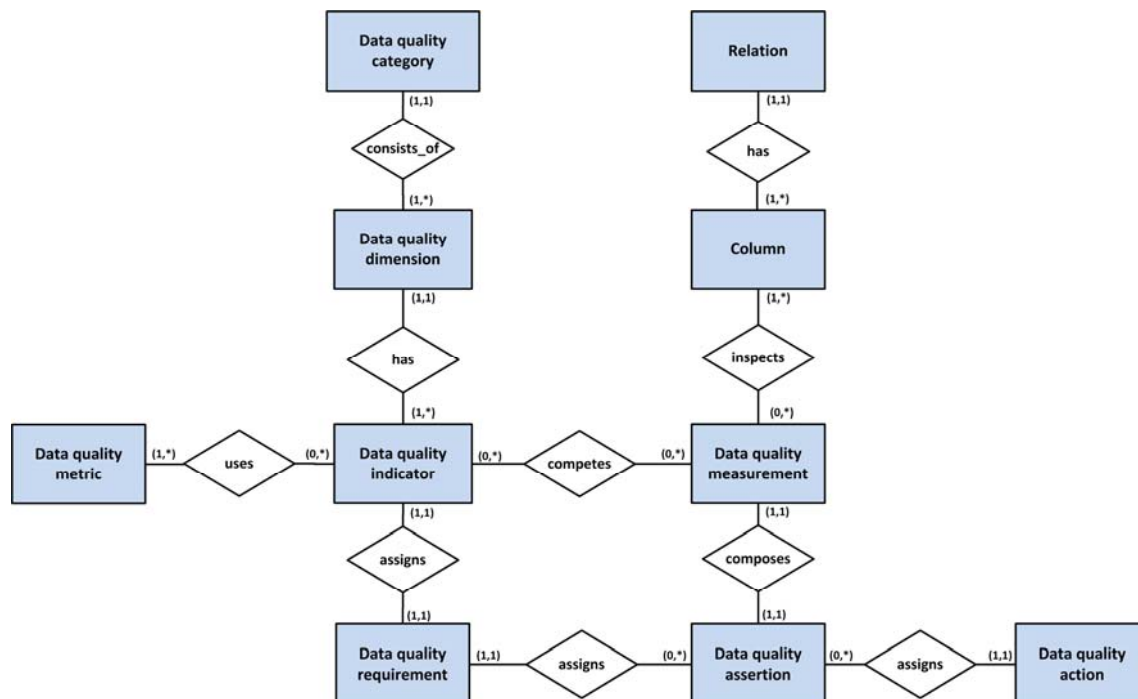 Data quality
category
Relation
(1,1)
(1,1)
consists_of
has
(1,*)
(1,*)
Data quality
dimension
Column
(1,1)
(1,*)
has
inspects
(1,*)
(0,*)
Data quality
metric
(1,*)
uses
(0,*)
Data quality
indicator
(0,*)
competes
(0,*)
Data quality
measurement
(1,1)
(1,1)
assigns
composes
(1,1)
(1,1)
Data quality
requirement
(1,1)
assigns
(0,*)
Data quality
assertion
(0,*)
assigns
(1,1)
Data quality
action